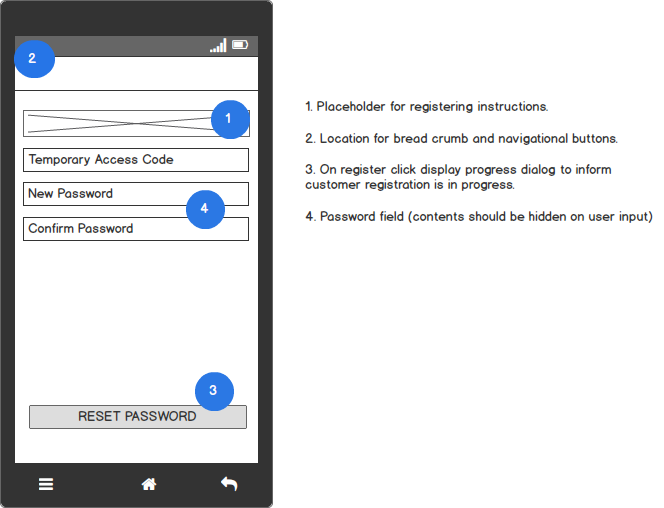 2
1
Temporary Access Code
New Password
4
Confirm Password
3
RESET PASSWORD
1. Placeholder for registering instructions.
2. Location for bread crumb and navigational buttons.
3. On register click display progress dialog to inform
customer registration is in progress.
4. Password field (contents should be hidden on user input)